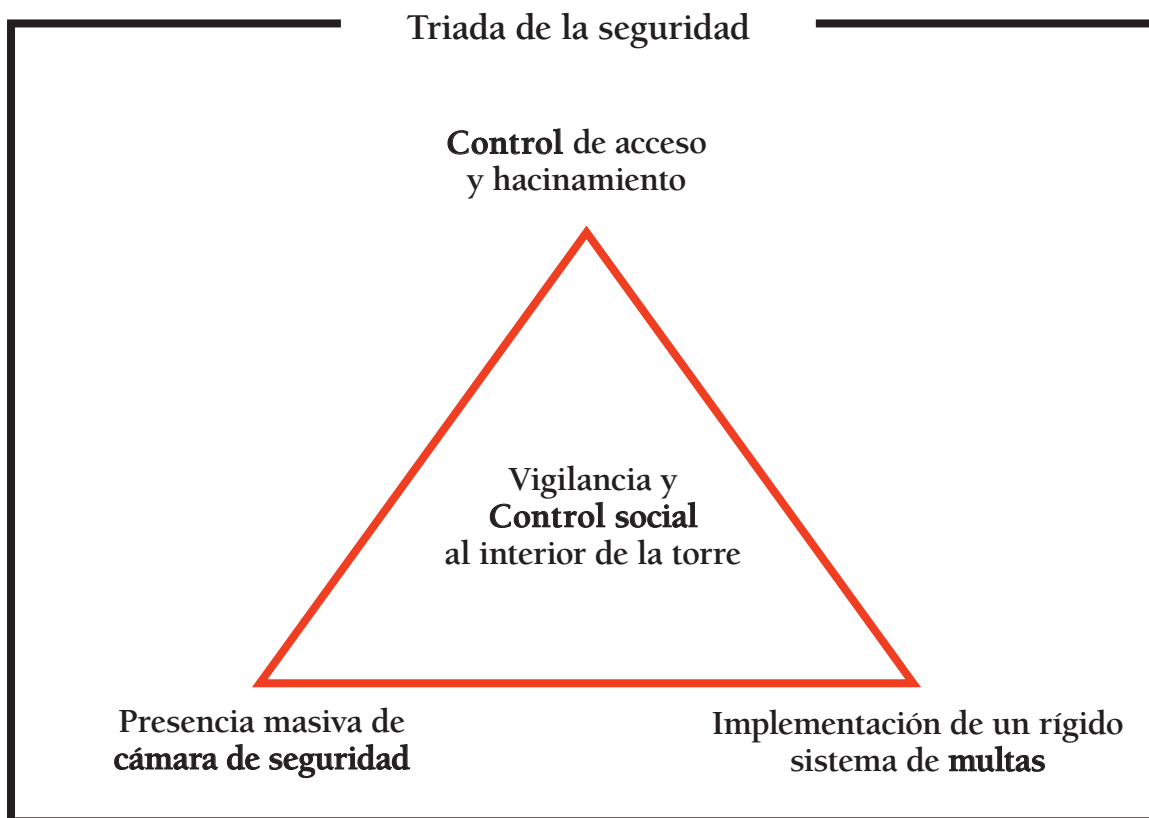 Triada de la seguridad
Control de acceso
y hacinamiento
Vigilancia y
Control social
al interior de la torre
Presencia masiva de
cámara de seguridad
Implementación de un rígido
sistema de multas